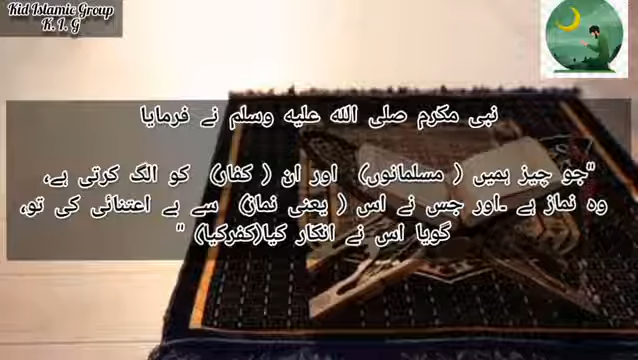 Kid Islamic Group
K. I. G
نبی مکرم صلی اللہ علیہ وسلم نے فرمایا
"جو چیز ہمیں ( مسلمانوں) اور ان ( کفار) کو الگ کرتی ہے،
وہ نماز ہے ۔اور جس نے اس ( یعنی نماز) سے بے اعتنائی کی تو،
گویا اس نے انکار کیا(کفرکیا) "